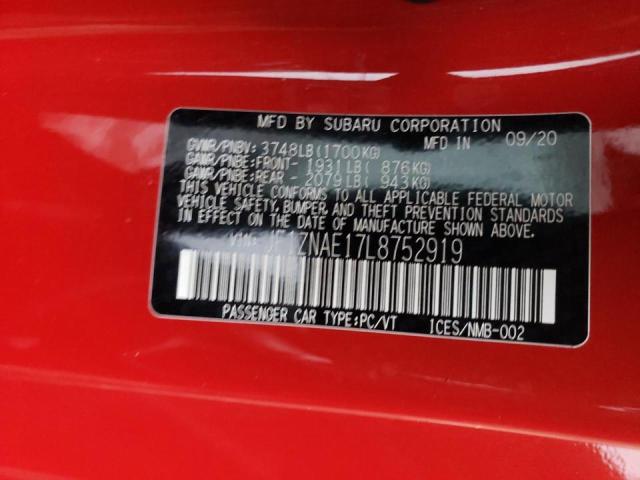 MFD BY SUBARU CORPORATION
GVWR/PNBV: 3748LB(1700KG) MFD IN 09/20
GAWR/PNBE:FRONT- 1931LB( 876KG)
GAWR/PNBE:REAR - 2079LB( 943KG)
THIS VEHICLE CONFORMS TO ALL APPLICABLE FEDERAL MOTOR
VEHICLE SAFETY, BUMPER, AND THEFT PREVENTION STANDARDS
IN EFFECT ON THE DATE OF MANUFACTURE SHOWN ABOVE.
VIN: JF1ZNAE17L8752919
PASSENGER CAR TYPE:PC/VT ICES/NMB-002